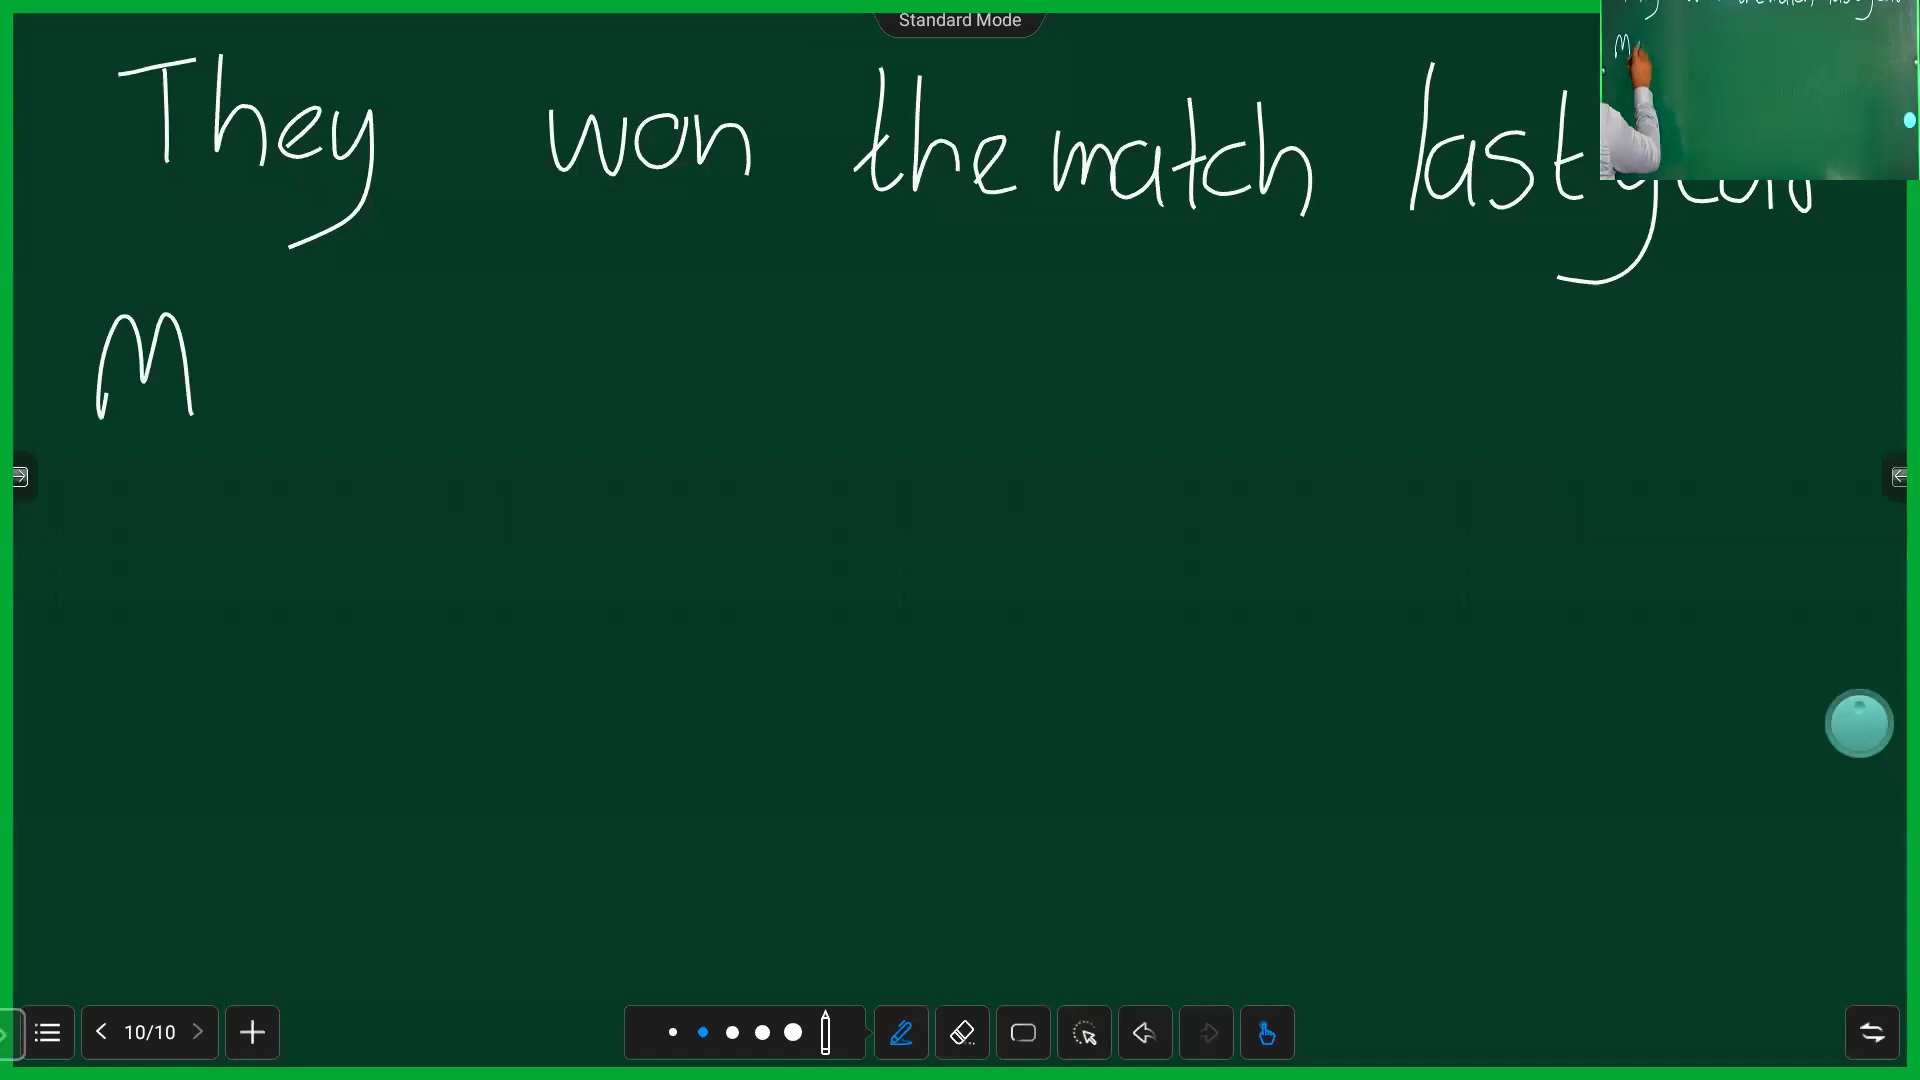 Standard Mode
They won the match last year
M
10/10